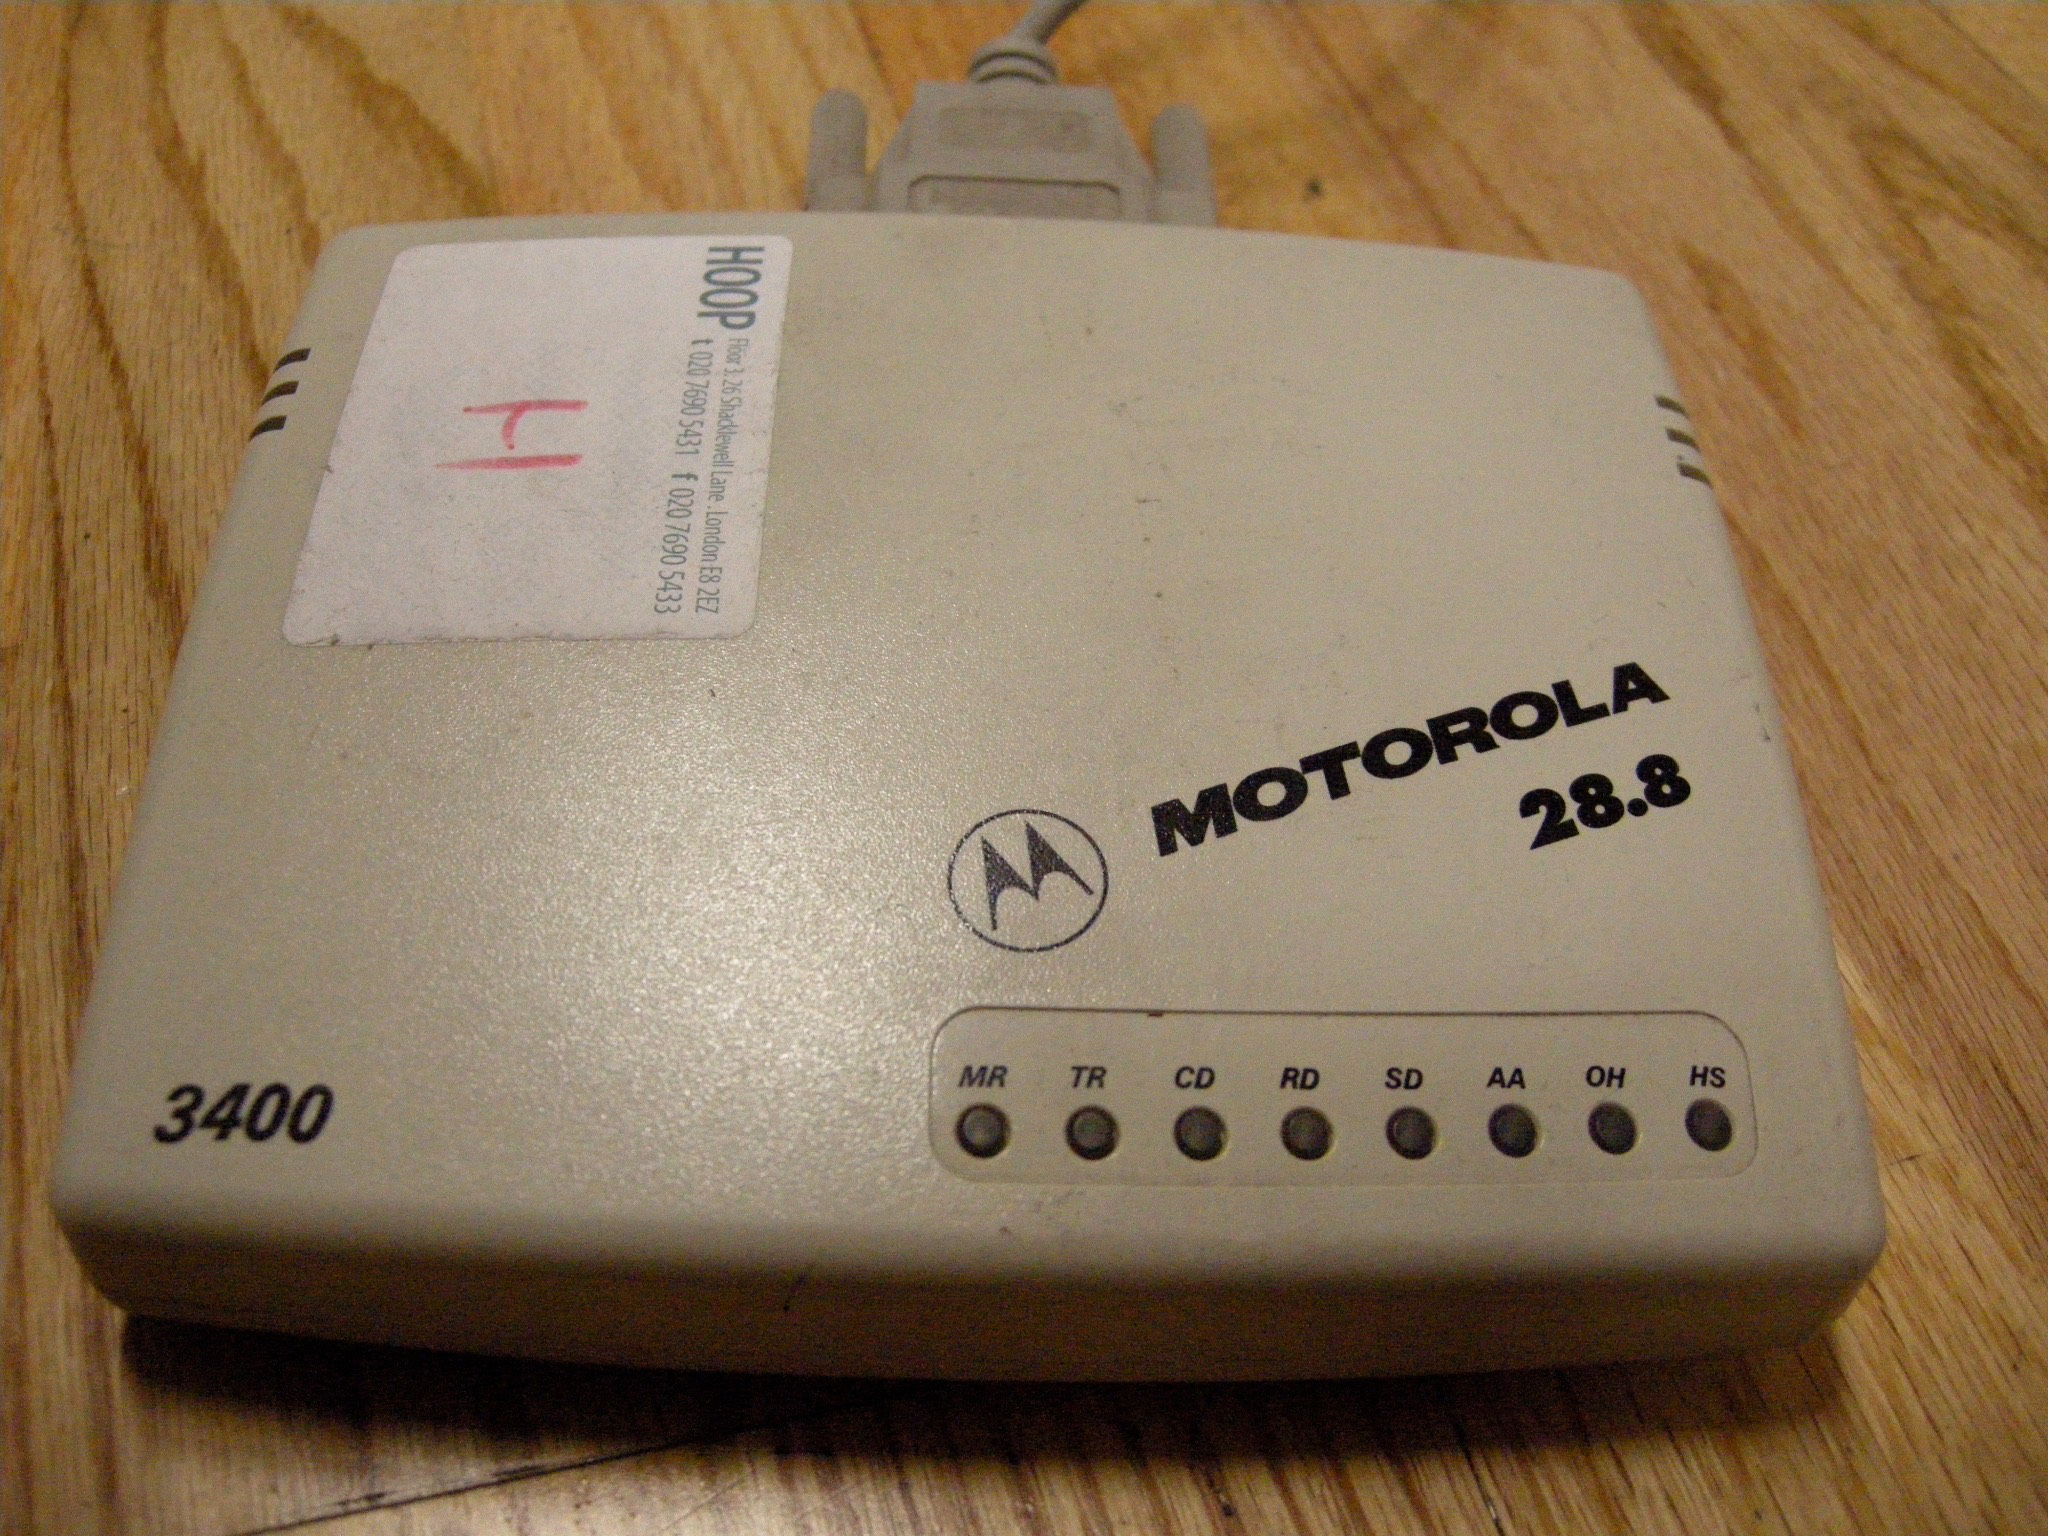 HOOP Floor 3, 26 Shacklewell Lane . London E8 2EZ
t 020 7690 5431 f 020 7690 5433
H
MOTOROLA
28.8
MR TR CD RD SD AA OH HS
3400